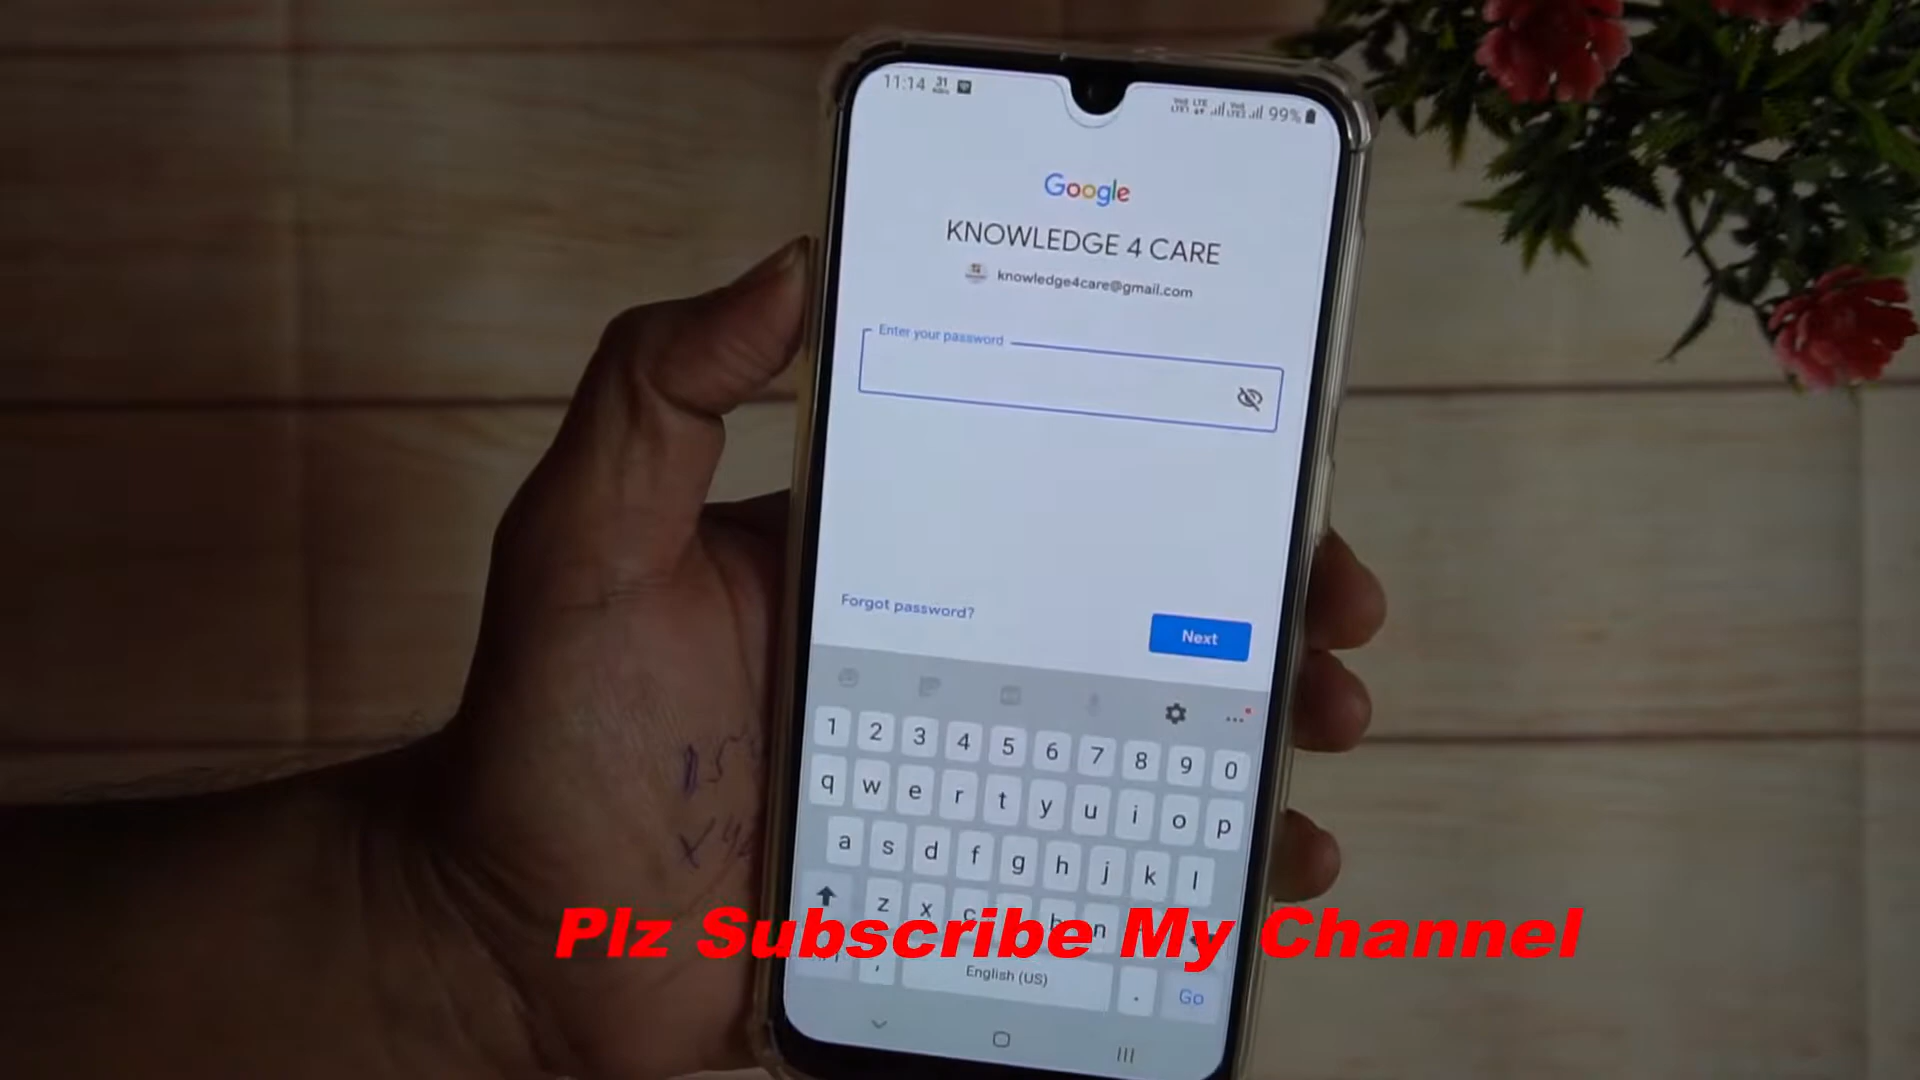 11:14
99%
Google
KNOWLEDGE 4 CARE
knowledge4care@gmail.com
Enter your password
Forgot password?
Next
1 2 3 4 5 6 7 8 9 0
q w e r t y u i o p
a s d f g h j k l
z x c b n
Plz Subscribe My Channel
, English (US) . Go